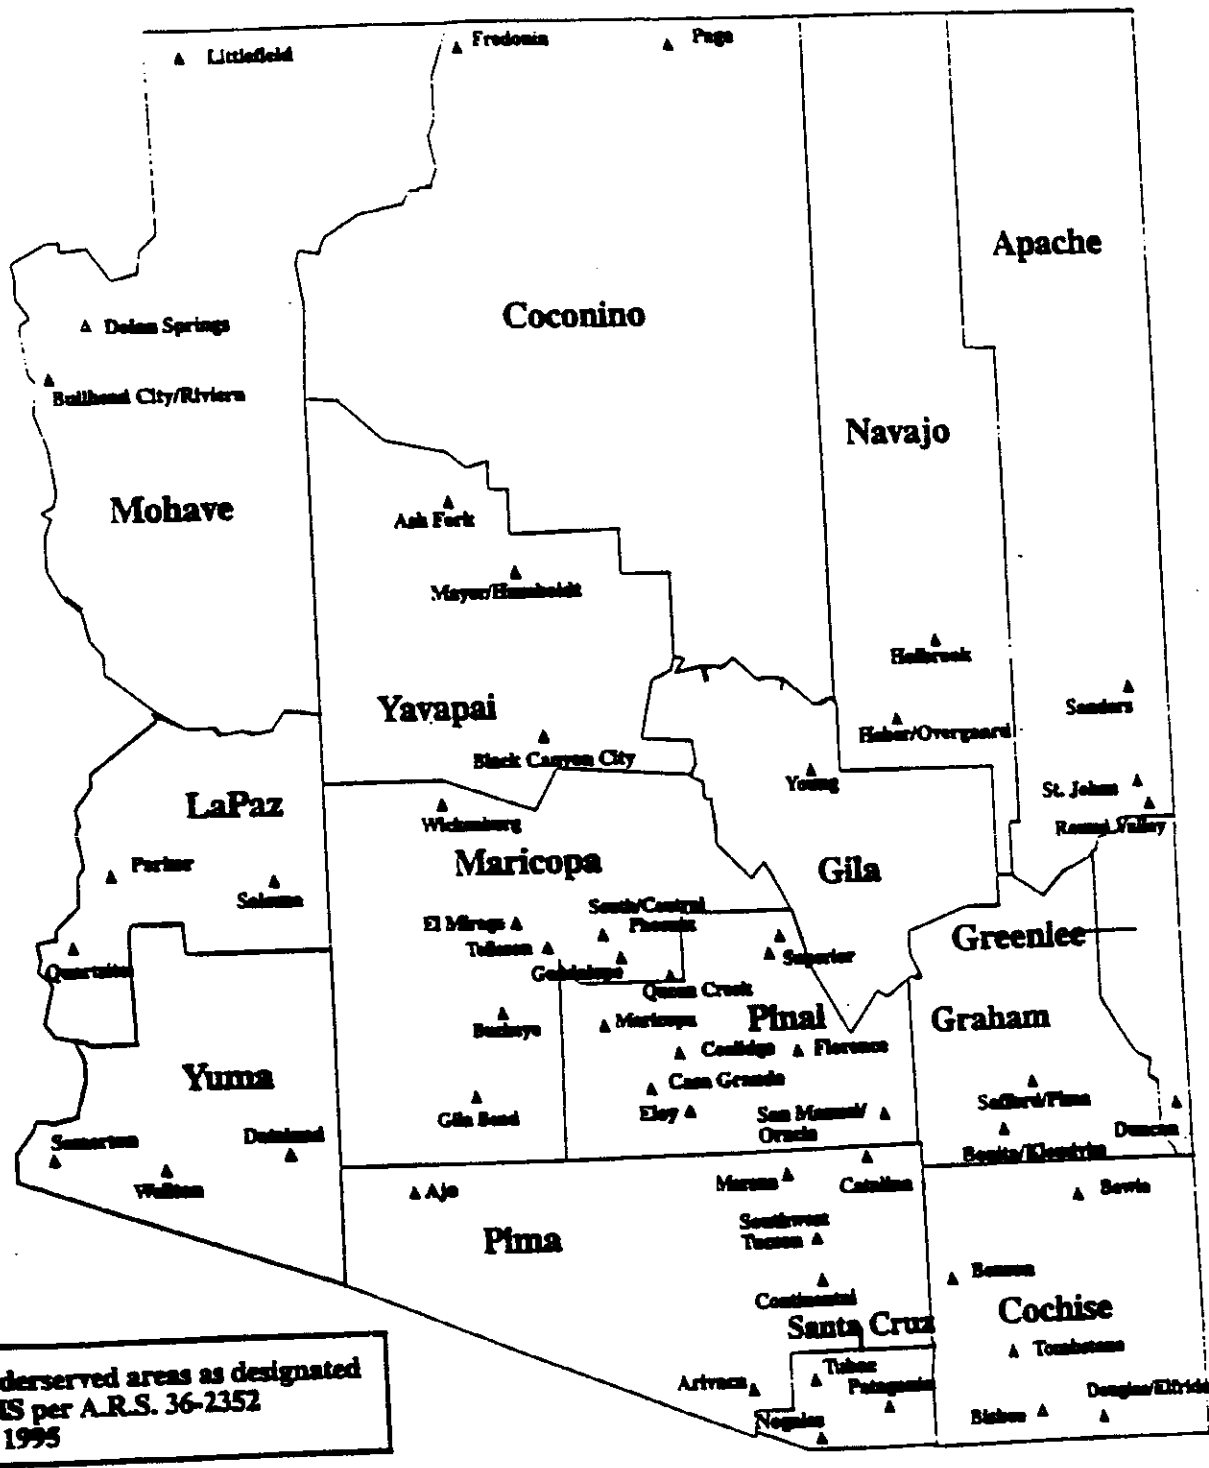 Littlefield
Fredonia
Page
Apache
Coconino
Dolan Springs
Bullhead City/Riviera
Navajo
Mohave
Ash Fork
Mayer/Humboldt
Holbrook
Sanders
Yavapai
Heber/Overgaard
Black Canyon City
Young
St. Johns
Round Valley
LaPaz
Wickenburg
Maricopa
Parker
Salome
Gila
South/Central
Phoenix
El Mirage
Tolleson
Guadalupe
Superior
Greenlee
Quartzsite
Queen Creek
Buckeye
Maricopa
Pinal
Graham
Coolidge
Florence
Yuma
Casa Grande
Gila Bend
Eloy
San Manuel/
Oracle
Safford/Pima
Duncan
Somerton
Dateland
Bonita/Klondyke
Wellton
Ajo
Marana
Catalina
Bowie
Southwest
Tucson
Pima
Benson
Continental
Cochise
Santa Cruz
Tombstone
Tubac
Patagonia
Arivaca
Douglas/Elfrida
Bisbee
Nogales
derserved areas as designated
IS per A.R.S. 36-2352
1995